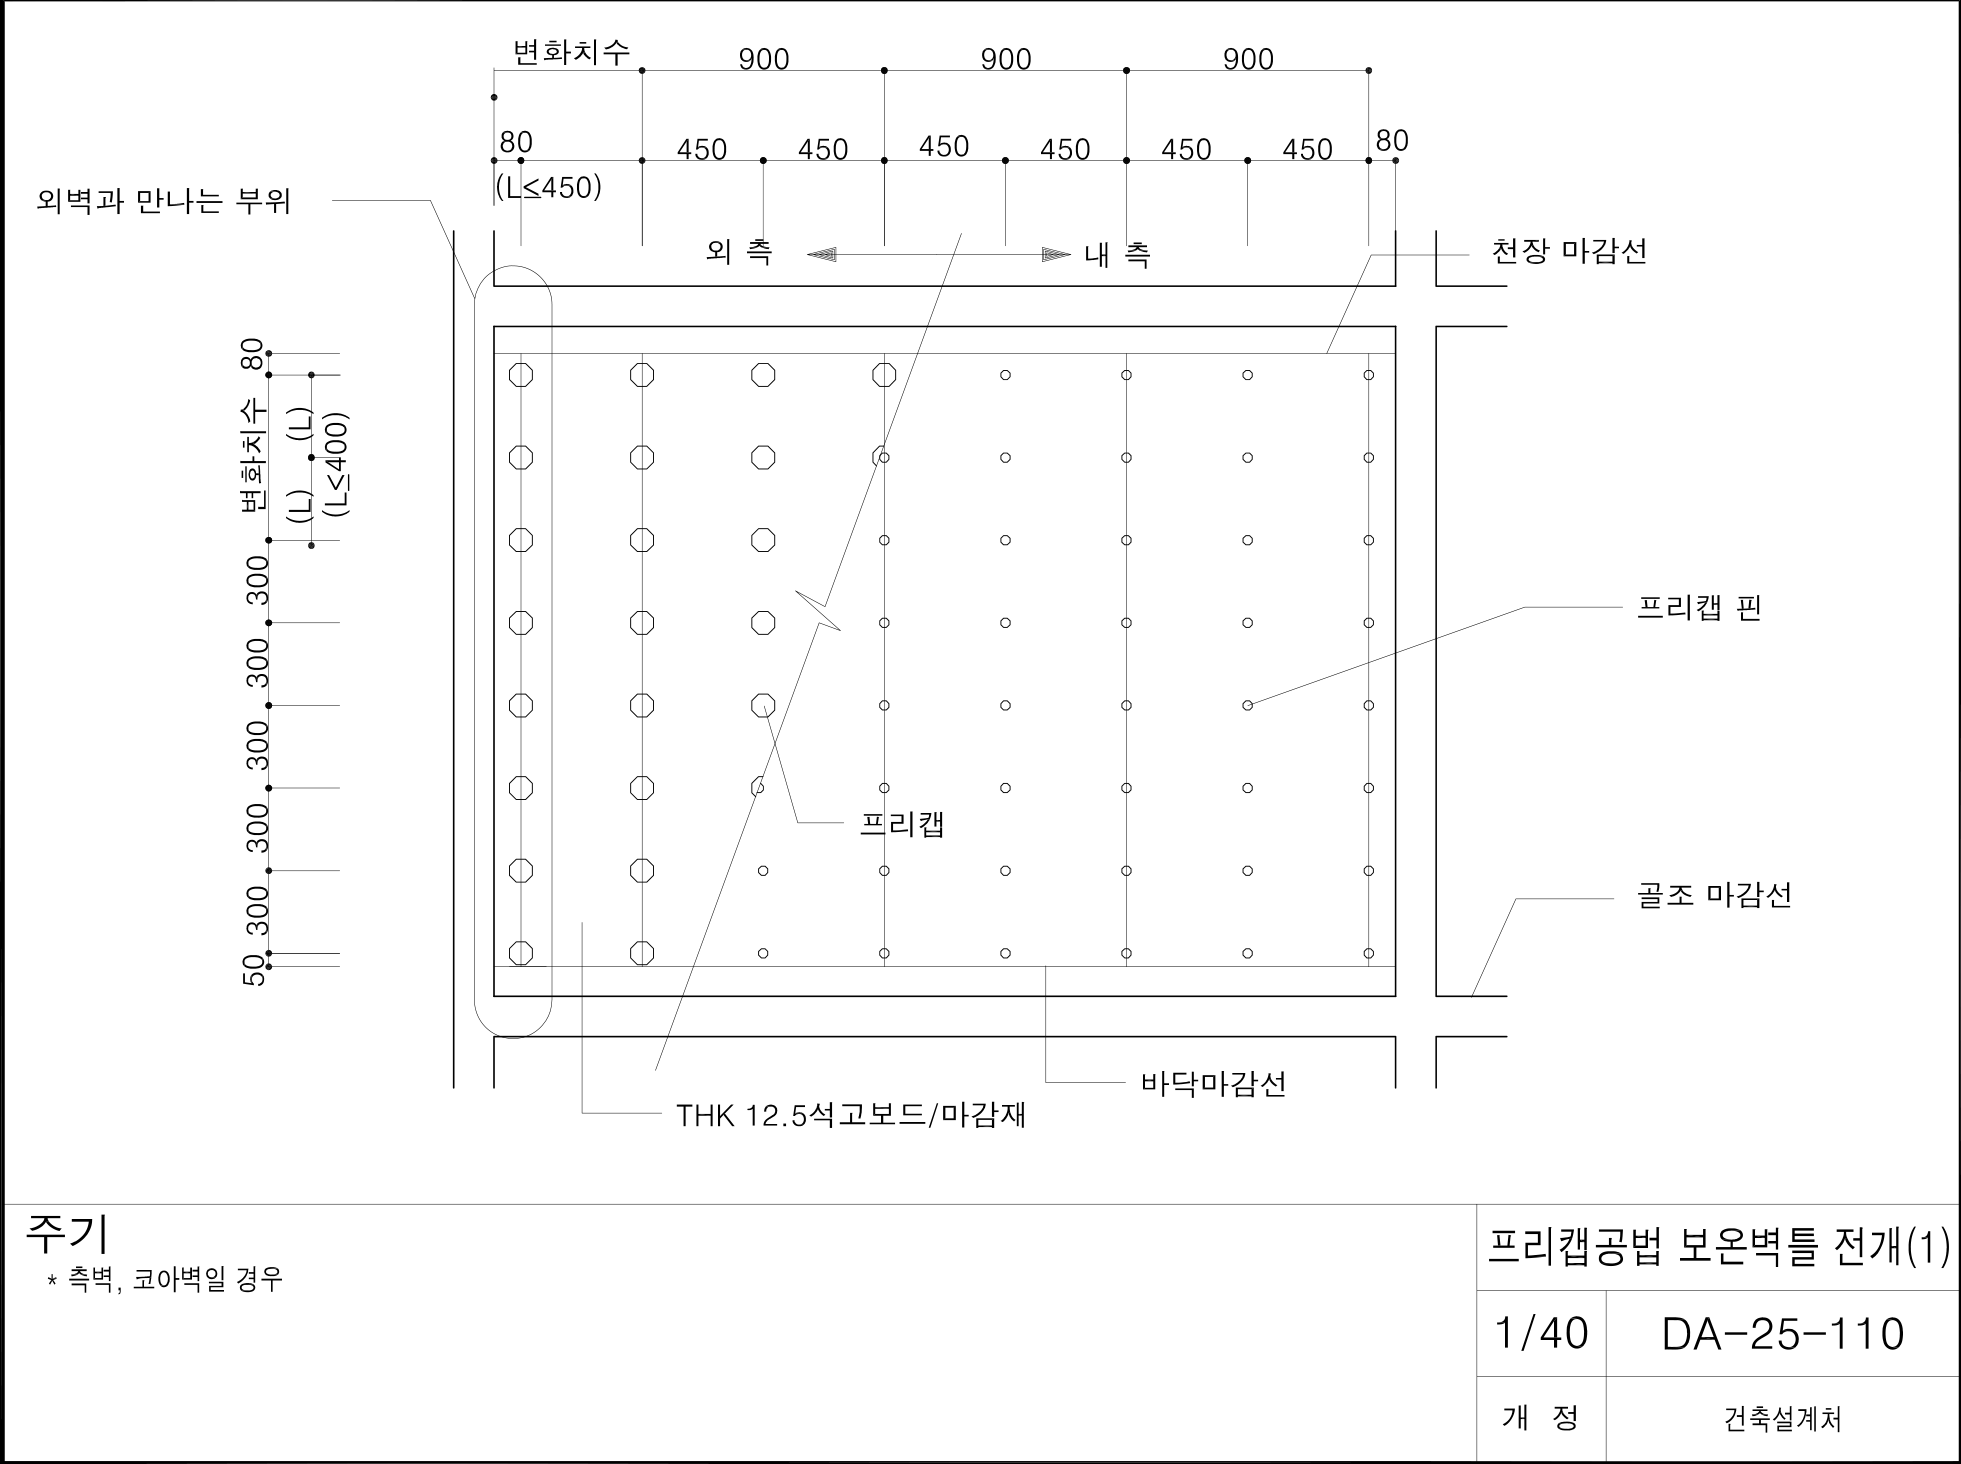 변화치수 900 900 900
80 450 450 450 450 450 450 80
(L≤450)
외벽과 만나는 부위
외 측 내 측
천장 마감선
80
변화치수
(L)
(L)
(L≤400)
300
300
300
300
300
50
프리캡 핀
프리캡
골조 마감선
바닥마감선
THK 12.5석고보드/마감재
주기
* 측벽, 코아벽일 경우
프리캡공법 보온벽틀 전개(1)
1/40 DA-25-110
개 정 건축설계처